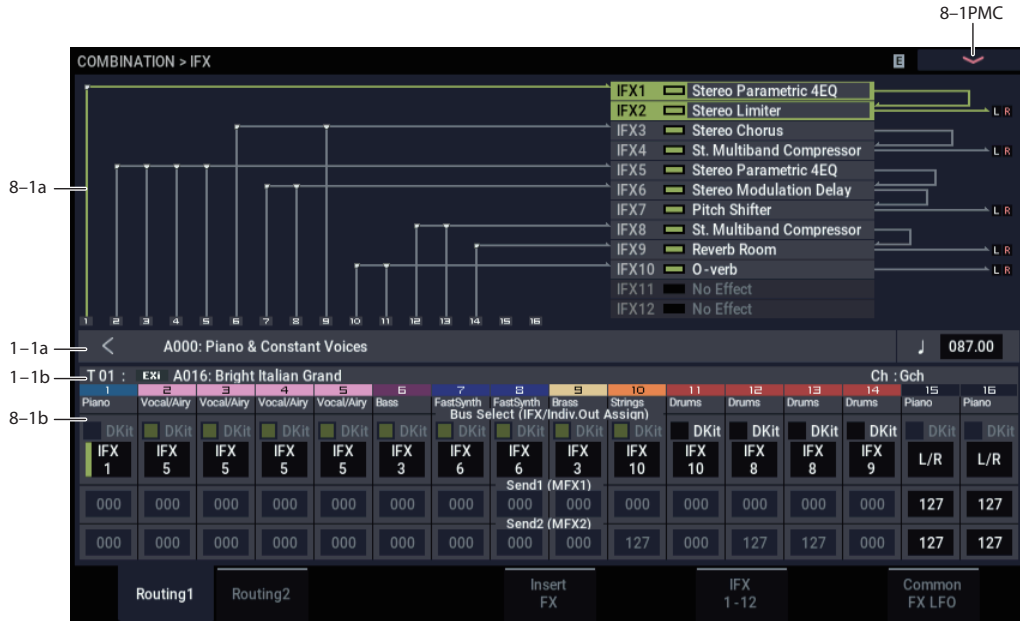 8–1PMC
COMBINATION > IFX
E
IFX1 Stereo Parametric 4EQ
IFX2 Stereo Limiter L R
IFX3 Stereo Chorus
IFX4 St. Multiband Compressor L R
8–1a
IFX5 Stereo Parametric 4EQ
IFX6 Stereo Modulation Delay
IFX7 Pitch Shifter L R
IFX8 St. Multiband Compressor
IFX9 Reverb Room L R
IFX10 O-verb L R
IFX11 No Effect
IFX12 No Effect
1 2 3 4 5 6 7 8 9 10 11 12 13 14 15 16
1–1a
< A000: Piano & Constant Voices ♩ 087.00
1–1b
T 01 : EXi A016: Bright Italian Grand Ch : Gch
1 2 3 4 5 6 7 8 9 10 11 12 13 14 15 16
Piano Vocal/Airy Vocal/Airy Vocal/Airy Vocal/Airy Bass FastSynth FastSynth Brass Strings Drums Drums Drums Drums Piano Piano
8–1b
Bus Select (IFX/Indiv.Out Assign)
DKit DKit DKit DKit DKit DKit DKit DKit DKit DKit DKit DKit DKit DKit DKit DKit
IFX IFX IFX IFX IFX IFX IFX IFX IFX IFX IFX IFX IFX IFX L/R L/R
1 5 5 5 5 3 6 6 3 10 10 8 8 9
Send1 (MFX1)
000 000 000 000 000 000 000 000 000 000 000 000 000 000 127 127
Send2 (MFX2)
000 000 000 000 000 000 000 000 000 127 000 127 127 000 127 127
Routing1 Routing2 Insert FX IFX 1-12 Common FX LFO